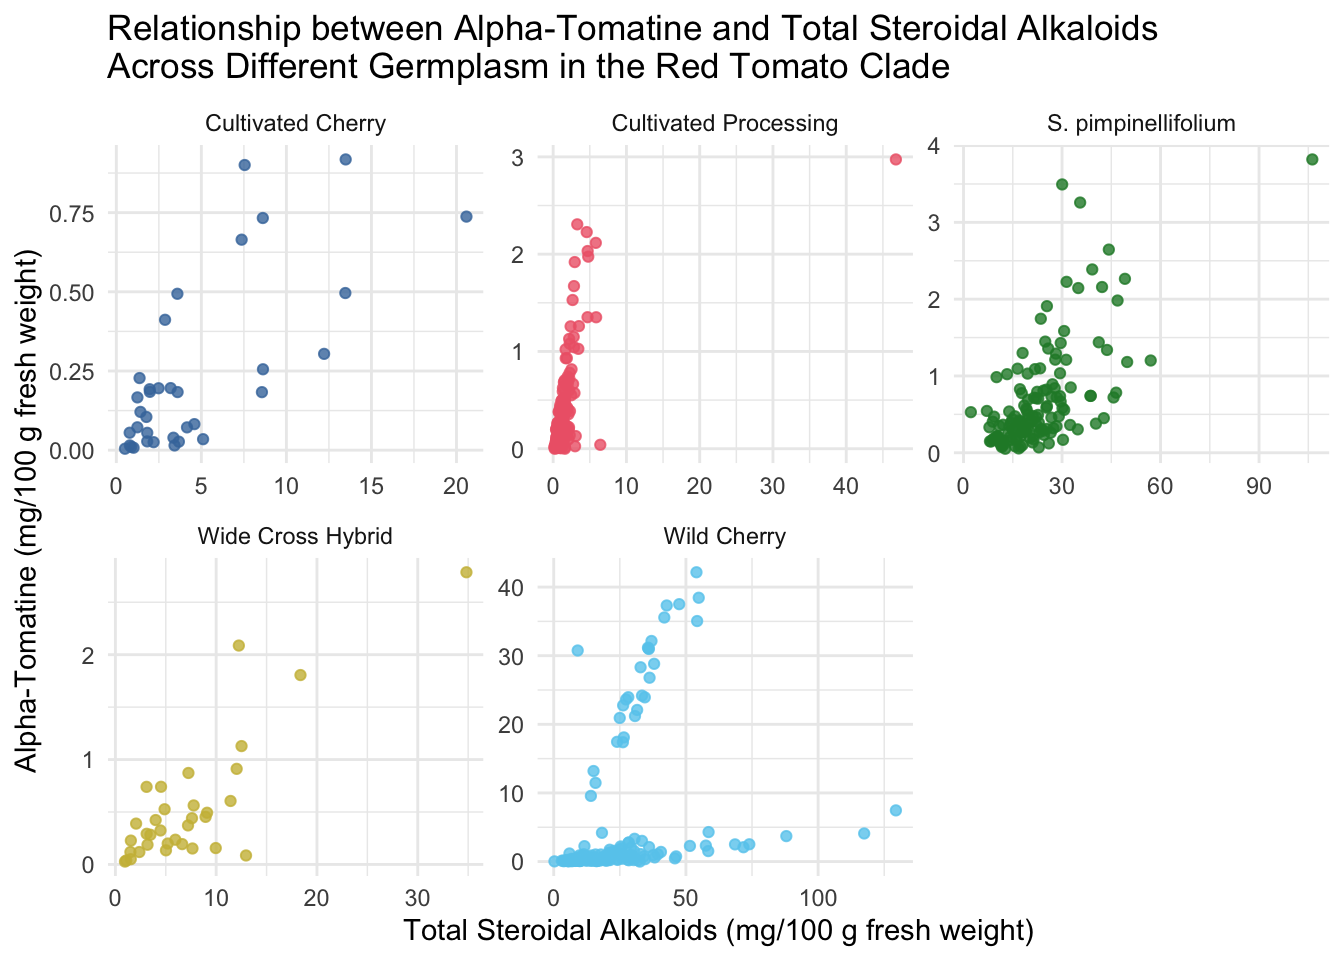 Relationship between Alpha-Tomatine and Total Steroidal Alkaloids
Across Different Germplasm in the Red Tomato Clade
Cultivated Cherry
Cultivated Processing
S. pimpinellifolium
Alpha-Tomatine (mg/100 g fresh weight)
0.75
0.50
0.25
0.00
0 5 10 15 20
3
2
1
0
0 10 20 30 40
4
3
2
1
0
0 30 60 90
Wide Cross Hybrid
Wild Cherry
2
1
0
0 10 20 30
40
30
20
10
0
0 50 100
Total Steroidal Alkaloids (mg/100 g fresh weight)